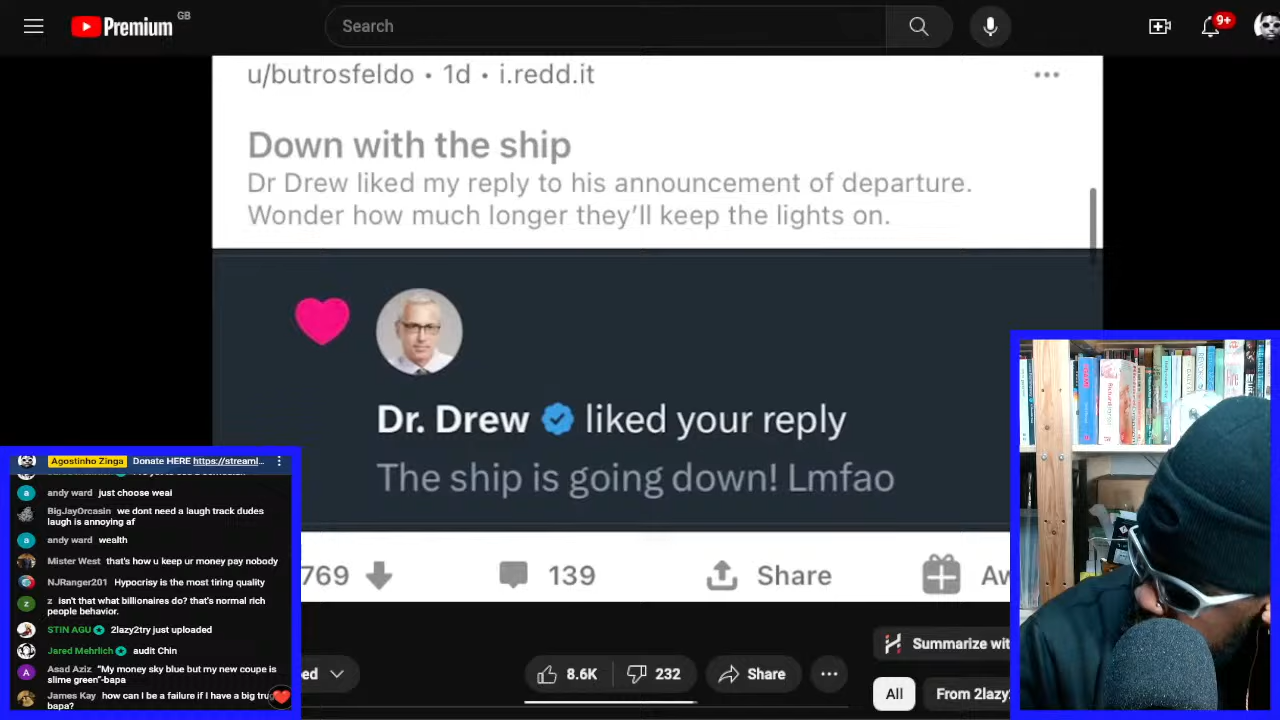 Premium GB
Search
9+
u/butrosfeldo • 1d • i.redd.it
Down with the ship
Dr Drew liked my reply to his announcement of departure.
Wonder how much longer they'll keep the lights on.
Dr. Drew liked your reply
The ship is going down! Lmfao
769
139
Share
8.6K
232
Share
Summarize wit
All
From 2lazy
Agostinho Zinga Donate HERE https://streaml...
andy ward just choose weai
BigJayOrcasin we dont need a laugh track dudes
laugh is annoying af
andy ward wealth
Mister West that's how u keep ur money pay nobody
NJRanger201 Hypocrisy is the most tiring quality
z isn't that what billionaires do? that's normal rich
people behavior.
STIN AGU 2lazy2try just uploaded
Jared Mehrlich audit Chin
Asad Aziz "My money sky blue but my new coupe is
slime green"-bapa
James Kay how can i be a failure if I have a big tru
bapa?